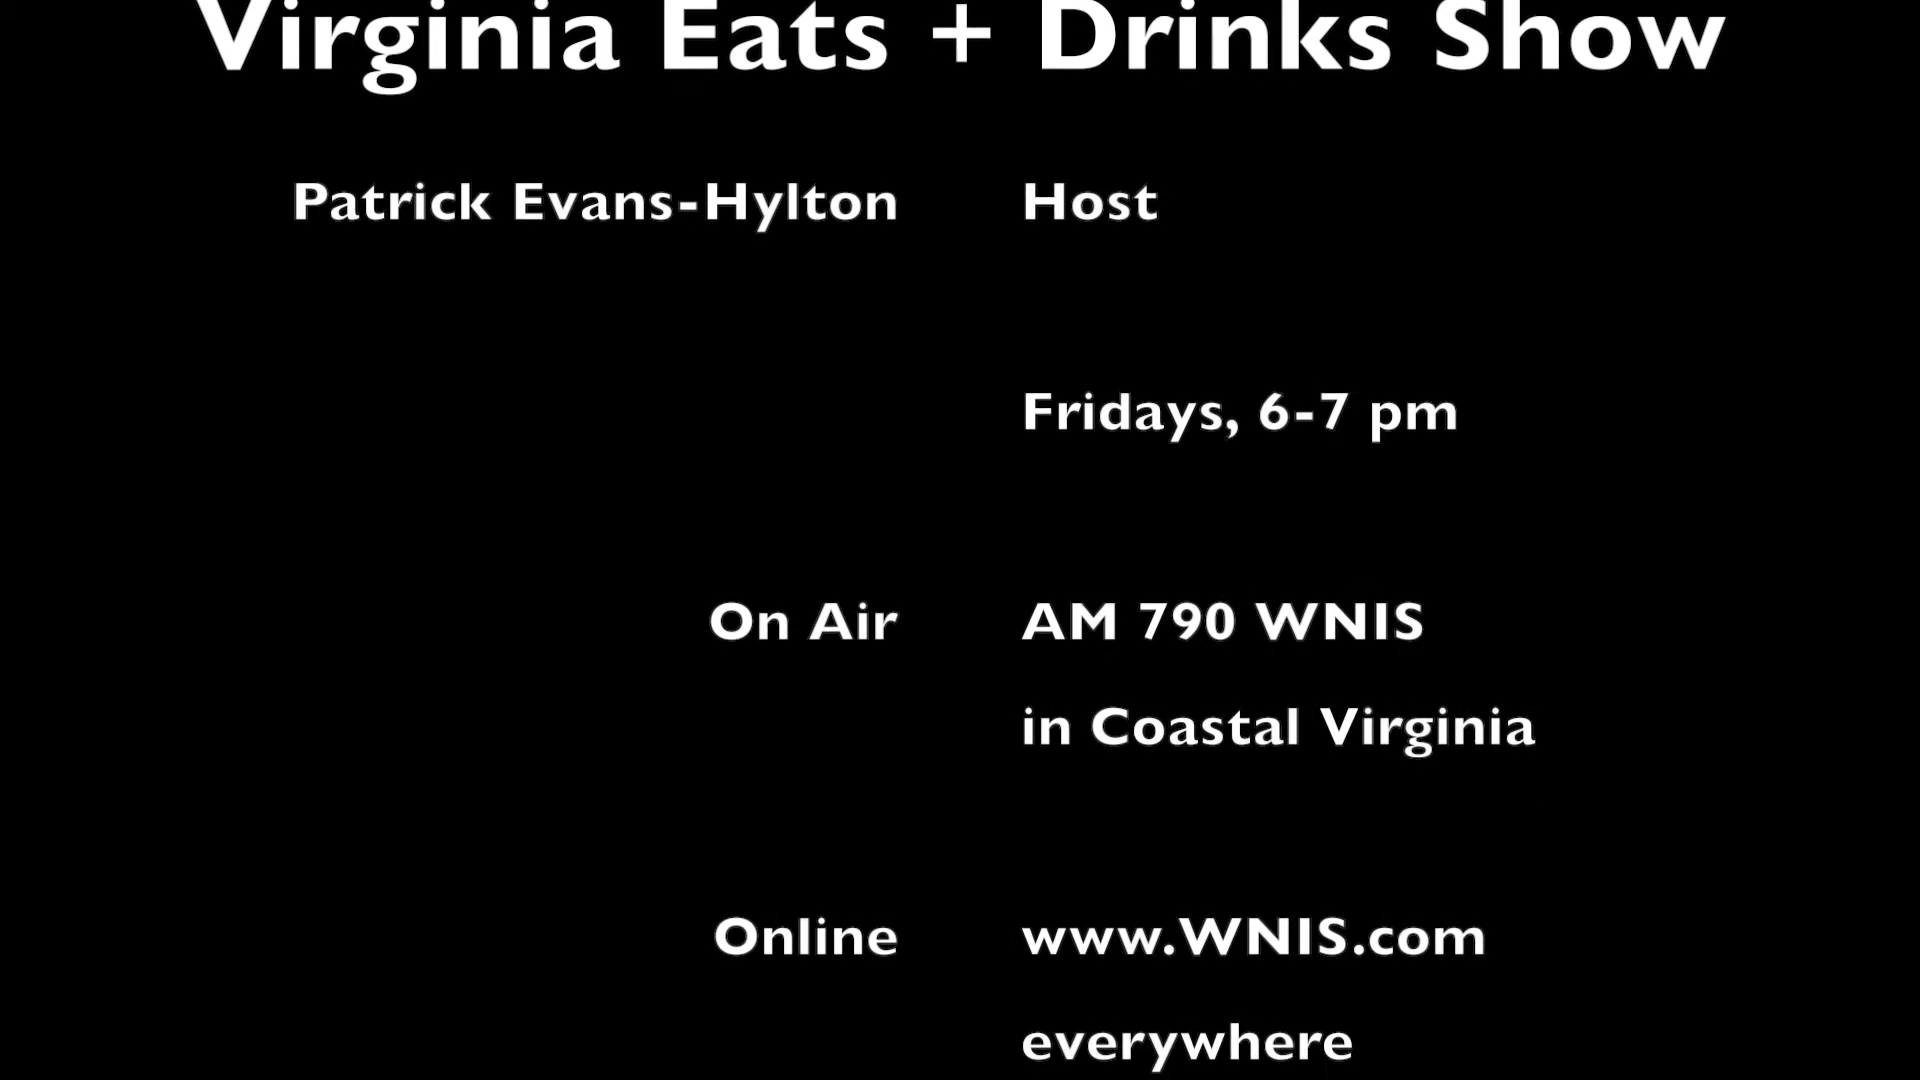 Virginia Eats + Drinks Show
Patrick Evans-Hylton Host
Fridays, 6-7 pm
On Air AM 790 WNIS
in Coastal Virginia
Online www.WNIS.com
everywhere